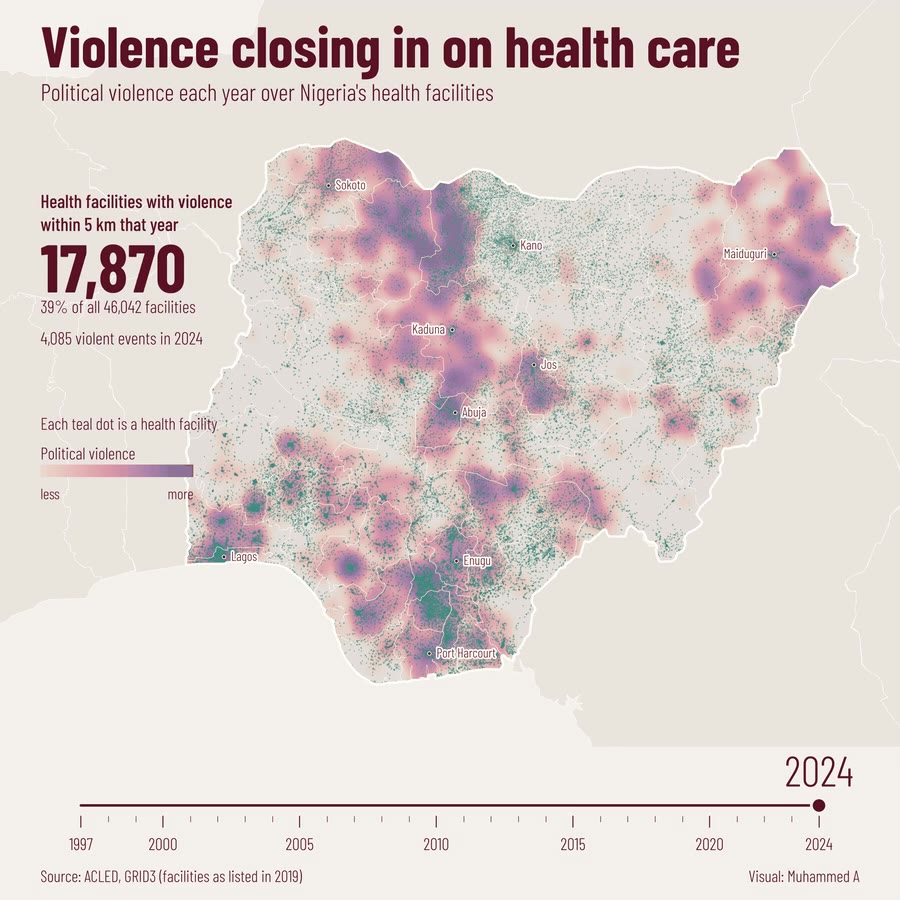 Violence closing in on health care
Political violence each year over Nigeria's health facilities
Health facilities with violence
within 5 km that year
17,870
39% of all 46,042 facilities
4,085 violent events in 2024
Each teal dot is a health facility
Political violence
less more
Sokoto
Kano
Maiduguri
Kaduna
Jos
Abuja
Lagos
Enugu
Port Harcourt
2024
1997 2000 2005 2010 2015 2020 2024
Source: ACLED, GRID3 (facilities as listed in 2019)
Visual: Muhammed A